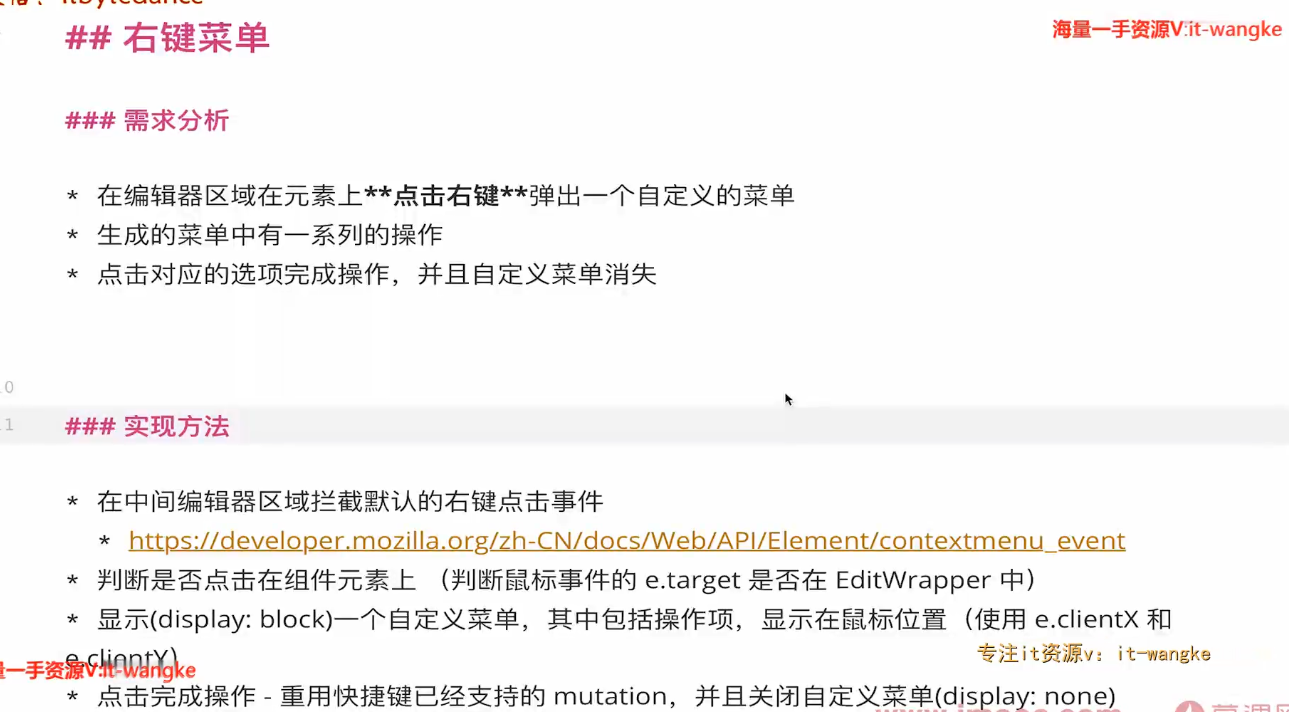 itbytedance
## 右键菜单
海量一手资源V:it-wangke
### 需求分析
* 在编辑器区域在元素上**点击右键**弹出一个自定义的菜单
* 生成的菜单中有一系列的操作
* 点击对应的选项完成操作，并且自定义菜单消失
10
11
### 实现方法
* 在中间编辑器区域拦截默认的右键点击事件
* https://developer.mozilla.org/zh-CN/docs/Web/API/Element/contextmenu_event
* 判断是否点击在组件元素上 （判断鼠标事件的 e.target 是否在 EditWrapper 中）
* 显示(display: block)一个自定义菜单，其中包括操作项，显示在鼠标位置（使用 e.clientX 和
e.clientY）
专注it资源v: it-wangke
量一手资源V:it-wangke
* 点击完成操作 - 重用快捷键已经支持的 mutation，并且关闭自定义菜单(display: none)